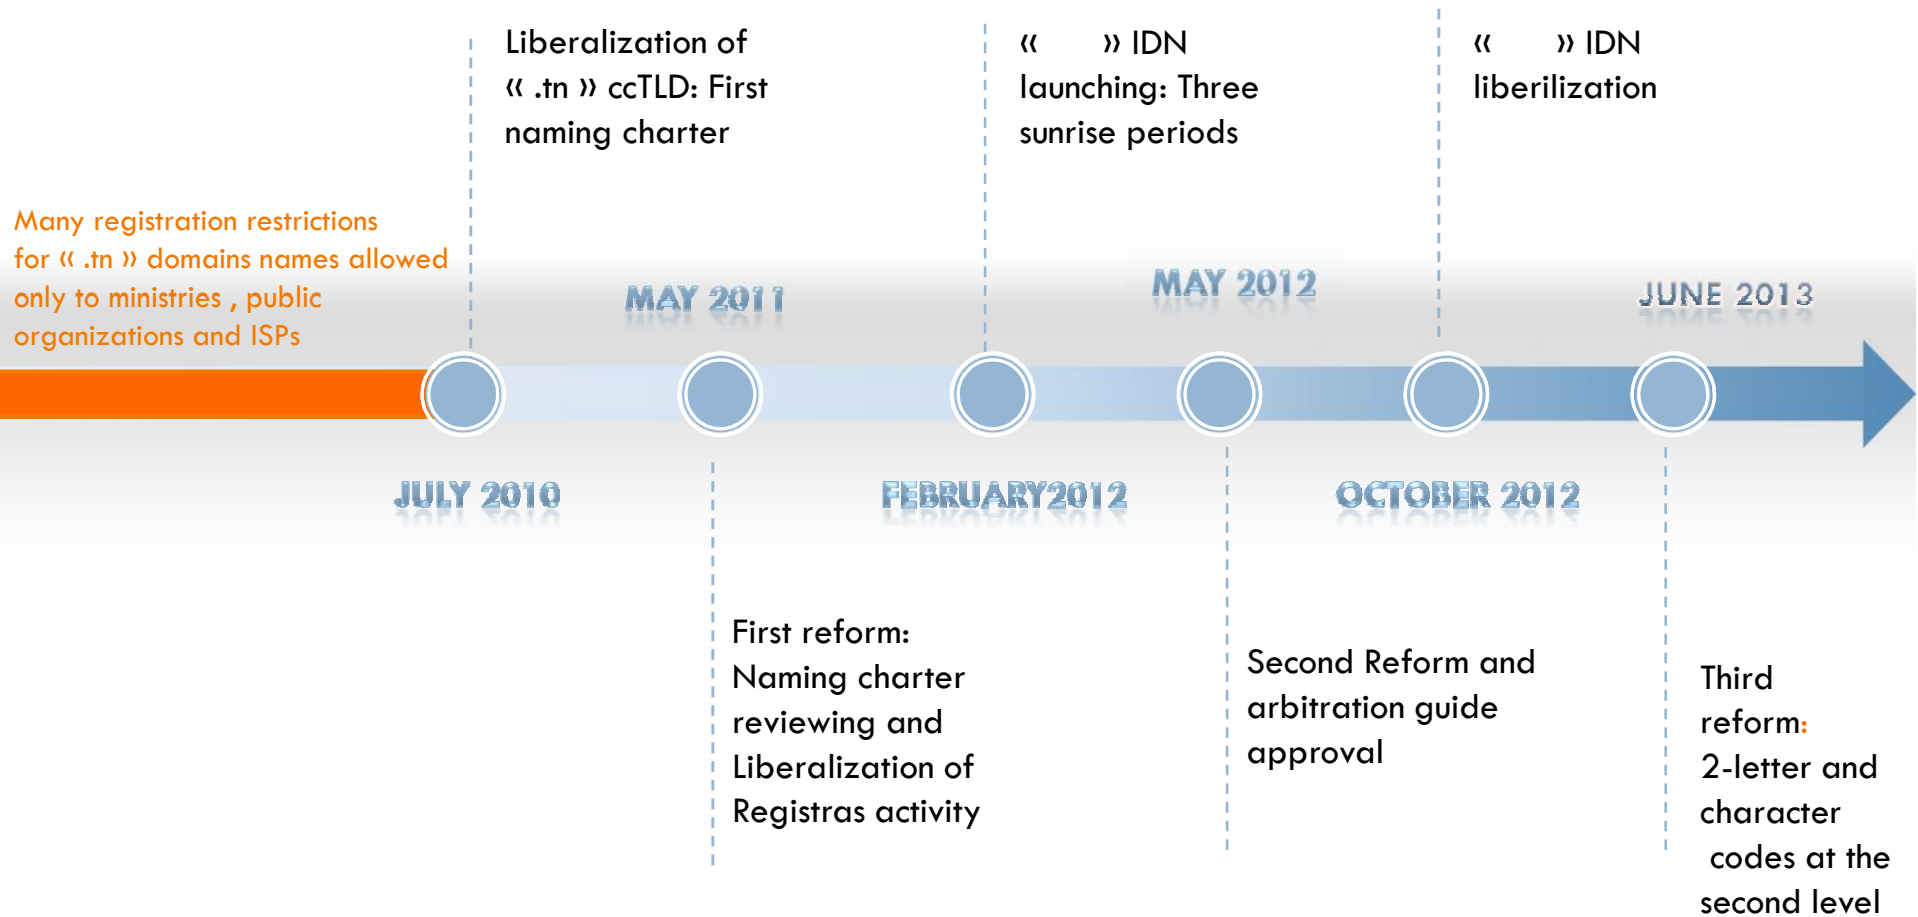 Liberalization of
« .tn » ccTLD: First
naming charter
« » IDN
launching: Three
sunrise periods
« » IDN
liberilization
Many registration restrictions
for « .tn » domains names allowed
only to ministries , public
organizations and ISPs
MAY 2011
MAY 2012
JUNE 2013
JULY 2010
FEBRUARY2012
OCTOBER 2012
First reform:
Naming charter
reviewing and
Liberalization of
Registras activity
Second Reform and
arbitration guide
approval
Third
reform:
2-letter and
character
codes at the
second level